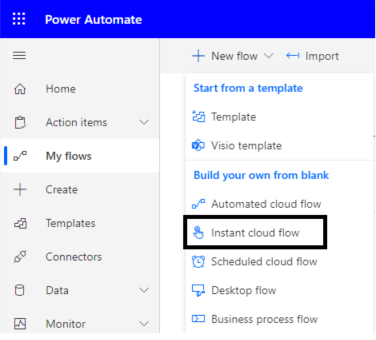 Power Automate
New flow
Import
Home
Action items
My flows
Create
Templates
Connectors
Data
Monitor
Start from a template
Template
Visio template
Build your own from blank
Automated cloud flow
Instant cloud flow
Scheduled cloud flow
Desktop flow
Business process flow